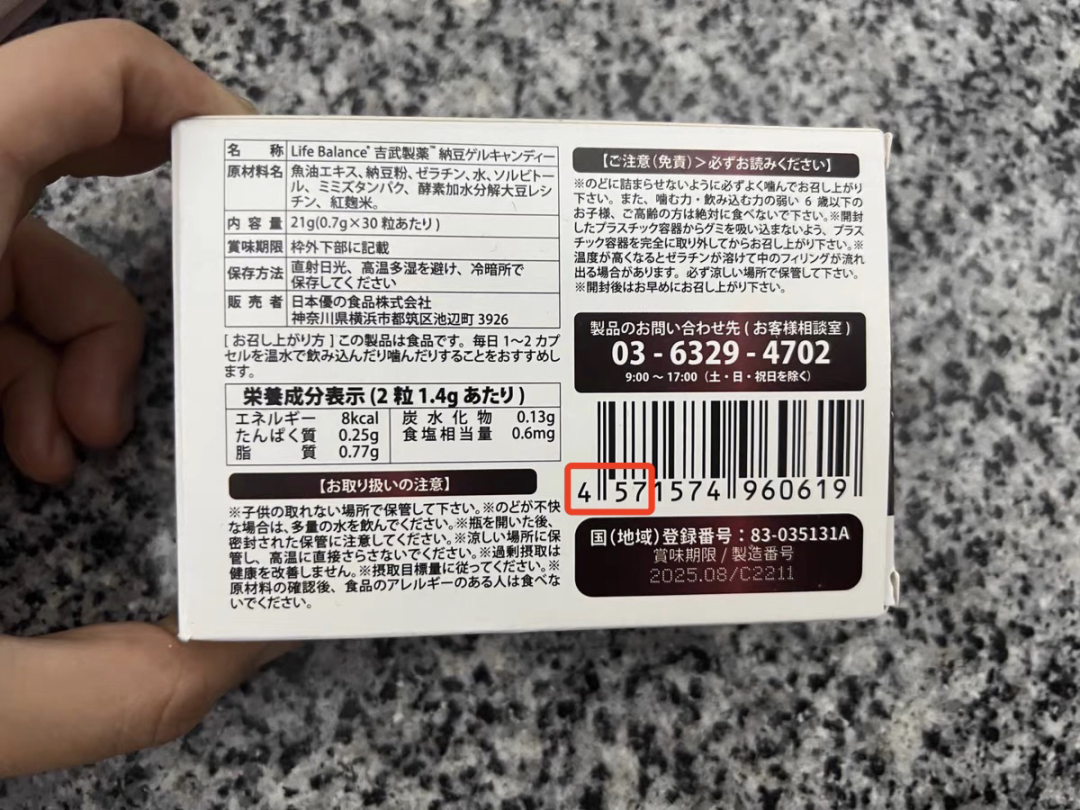 名　称 Life Balance® 吉武製薬™ 納豆ゲルキャンディー
原材料名 魚油エキス、納豆粉、ゼラチン、水、ソルビトー
ル、ミミズタンパク、酵素加水分解大豆レシ
チン、紅麹米。
内 容 量 21g(0.7g×30 粒あたり)
賞味期限 枠外下部に記載
保存方法 直射日光、高温多湿を避け、冷暗所で
保存してください
販 売 者 日本優の食品株式会社
神奈川県横浜市都筑区池辺町 3926
[ お召し上がり方 ] この製品は食品です。毎日 1〜2 カプ
セルを温水で飲み込んだり噛んだりすることをおすすめし
ます。
栄養成分表示 (2 粒 1.4g あたり )
エネルギー 8kcal 炭 水 化 物 0.13g
たんぱく質 0.25g 食塩相当量 0.6mg
脂　質 0.77g
【お取り扱いの注意】
※子供の取れない場所で保管して下さい。※のどが不快
な場合は、多量の水を飲んでください。※瓶を開いた後、
密封された保管に注意してください。※涼しい場所に保
管し、高温に直接さらさないでください。※過剰摂取は
健康を改善しません。※摂取目標量に従ってください。※
原材料の確認後、食品のアレルギーのある人は食べな
いでください。
【ご注意(免責)＞必ずお読みください】
※のどに詰まらせないように必ずよく噛んでお召し上がり
下さい。また、噛む力・飲み込む力の弱い 6 歳以下の
お子様、ご高齢の方は絶対に食べないで下さい。※開封
したプラスチック容器からグミを吸い込まないよう、プラス
チック容器を完全に取り外してからお召し上がり下さい。※
温度が高くなるとゼラチンが溶けて中のフィリングが流れ
出る場合があります。必ず涼しい場所で保管して下さい。
※開封後はお早めにお召し上がり下さい。
製品のお問い合わせ先 ( お客様相談室 )
03 - 6329 - 4702
9:00 〜 17:00（土・日・祝日を除く）
4 571574 960619
国（地域）登録番号：83-035131A
賞味期限 / 製造番号
2025.08/C2211